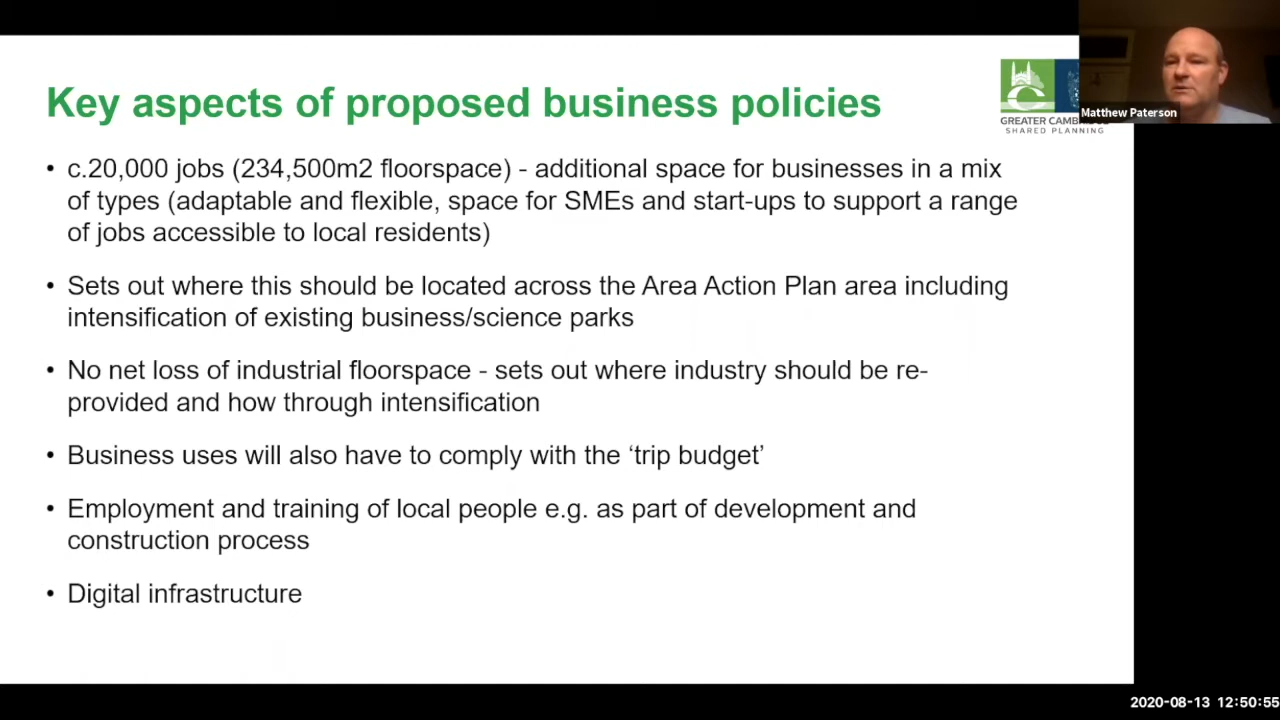 Key aspects of proposed business policies
GREATER CAMB
SHARED PLANNING
Matthew Paterson
• c.20,000 jobs (234,500m2 floorspace) - additional space for businesses in a mix
of types (adaptable and flexible, space for SMEs and start-ups to support a range
of jobs accessible to local residents)
• Sets out where this should be located across the Area Action Plan area including
intensification of existing business/science parks
• No net loss of industrial floorspace - sets out where industry should be re-
provided and how through intensification
• Business uses will also have to comply with the ‘trip budget’
• Employment and training of local people e.g. as part of development and
construction process
• Digital infrastructure
2020-08-13 12:50:55